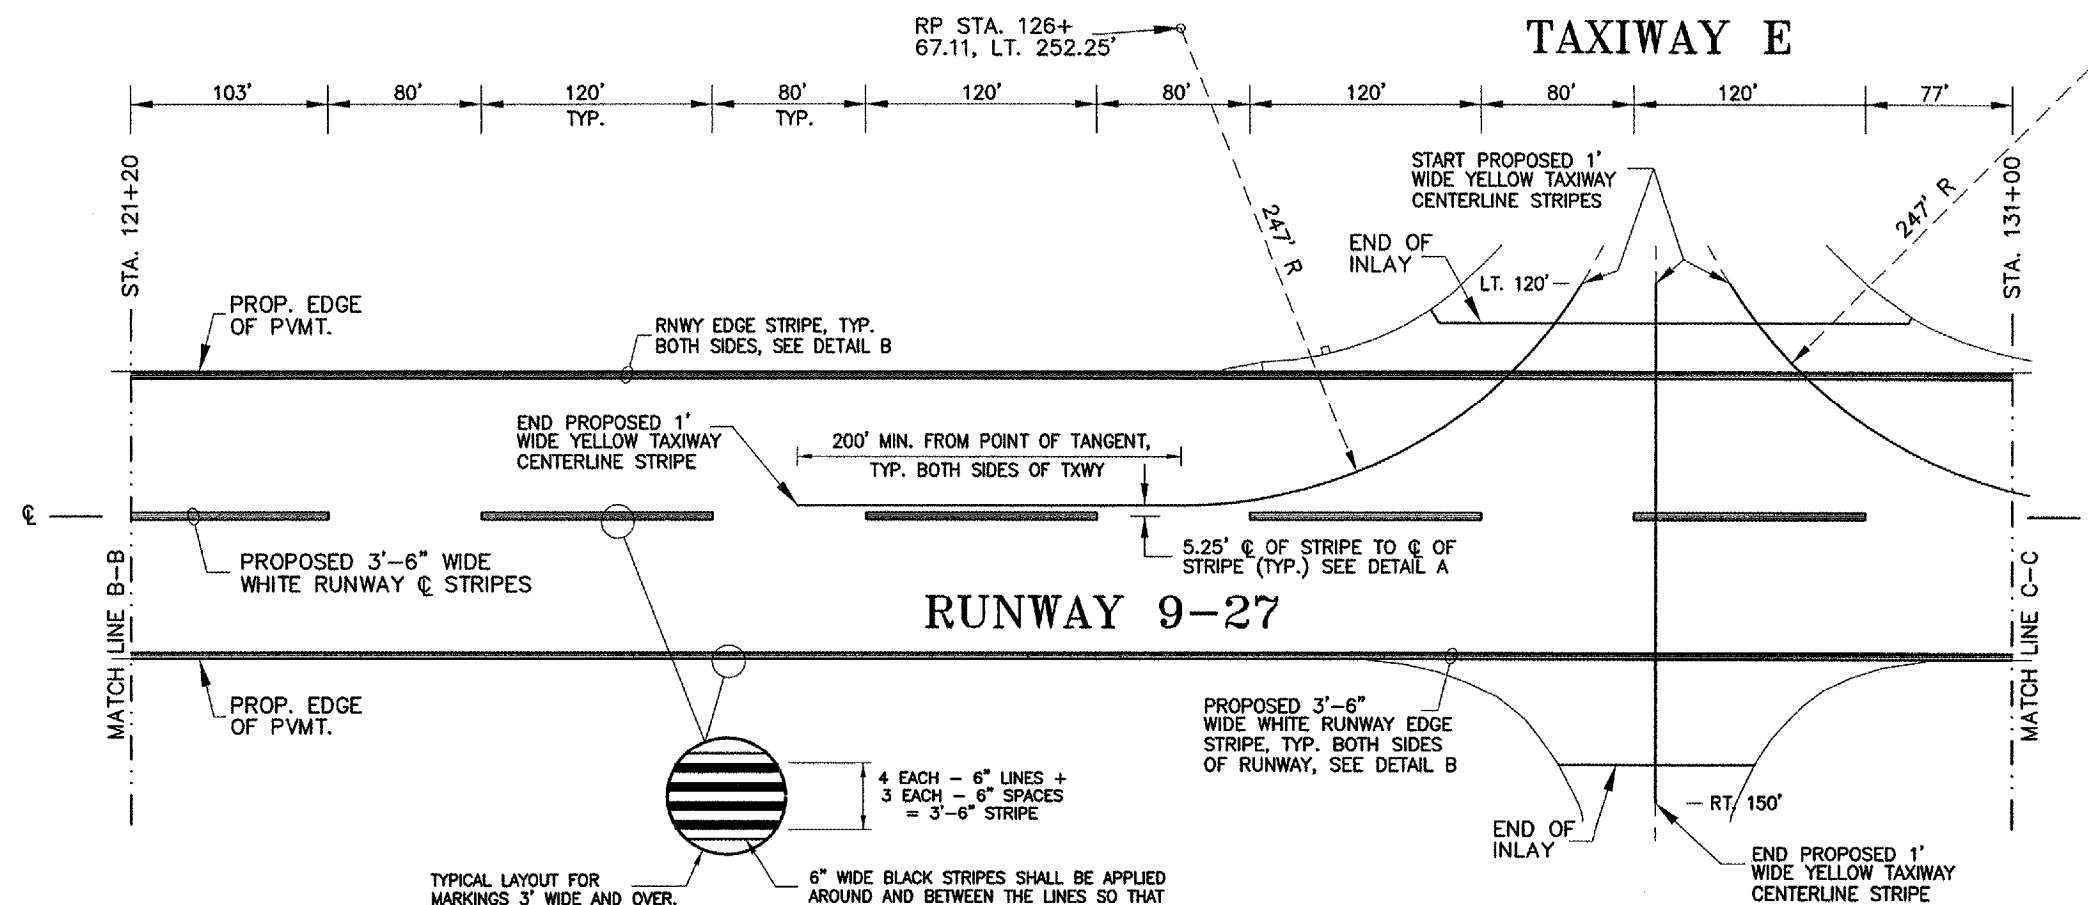 RP STA. 126+
67.11, LT. 252.25'
TAXIWAY E
103'
80'
120'
TYP.
80'
TYP.
120'
80'
120'
80'
120'
77'
STA. 121+20
STA. 131+00
START PROPOSED 1'
WIDE YELLOW TAXIWAY
CENTERLINE STRIPES
247' R
247' R
END OF
INLAY
LT. 120'
PROP. EDGE
OF PVMT.
RNWY EDGE STRIPE, TYP.
BOTH SIDES, SEE DETAIL B
END PROPOSED 1'
WIDE YELLOW TAXIWAY
CENTERLINE STRIPE
200' MIN. FROM POINT OF TANGENT,
TYP. BOTH SIDES OF TXWY
℄
PROPOSED 3'-6" WIDE
WHITE RUNWAY ℄ STRIPES
5.25' ℄ OF STRIPE TO ℄ OF
STRIPE (TYP.) SEE DETAIL A
RUNWAY 9-27
MATCH LINE B-B
MATCH LINE C-C
PROP. EDGE
OF PVMT.
PROPOSED 3'-6"
WIDE WHITE RUNWAY EDGE
STRIPE, TYP. BOTH SIDES
OF RUNWAY, SEE DETAIL B
4 EACH - 6" LINES +
3 EACH - 6" SPACES
= 3'-6" STRIPE
RT. 150'
END OF
INLAY
END PROPOSED 1'
WIDE YELLOW TAXIWAY
CENTERLINE STRIPE
TYPICAL LAYOUT FOR
MARKINGS 3' WIDE AND OVER.
6" WIDE BLACK STRIPES SHALL BE APPLIED
AROUND AND BETWEEN THE LINES SO THAT